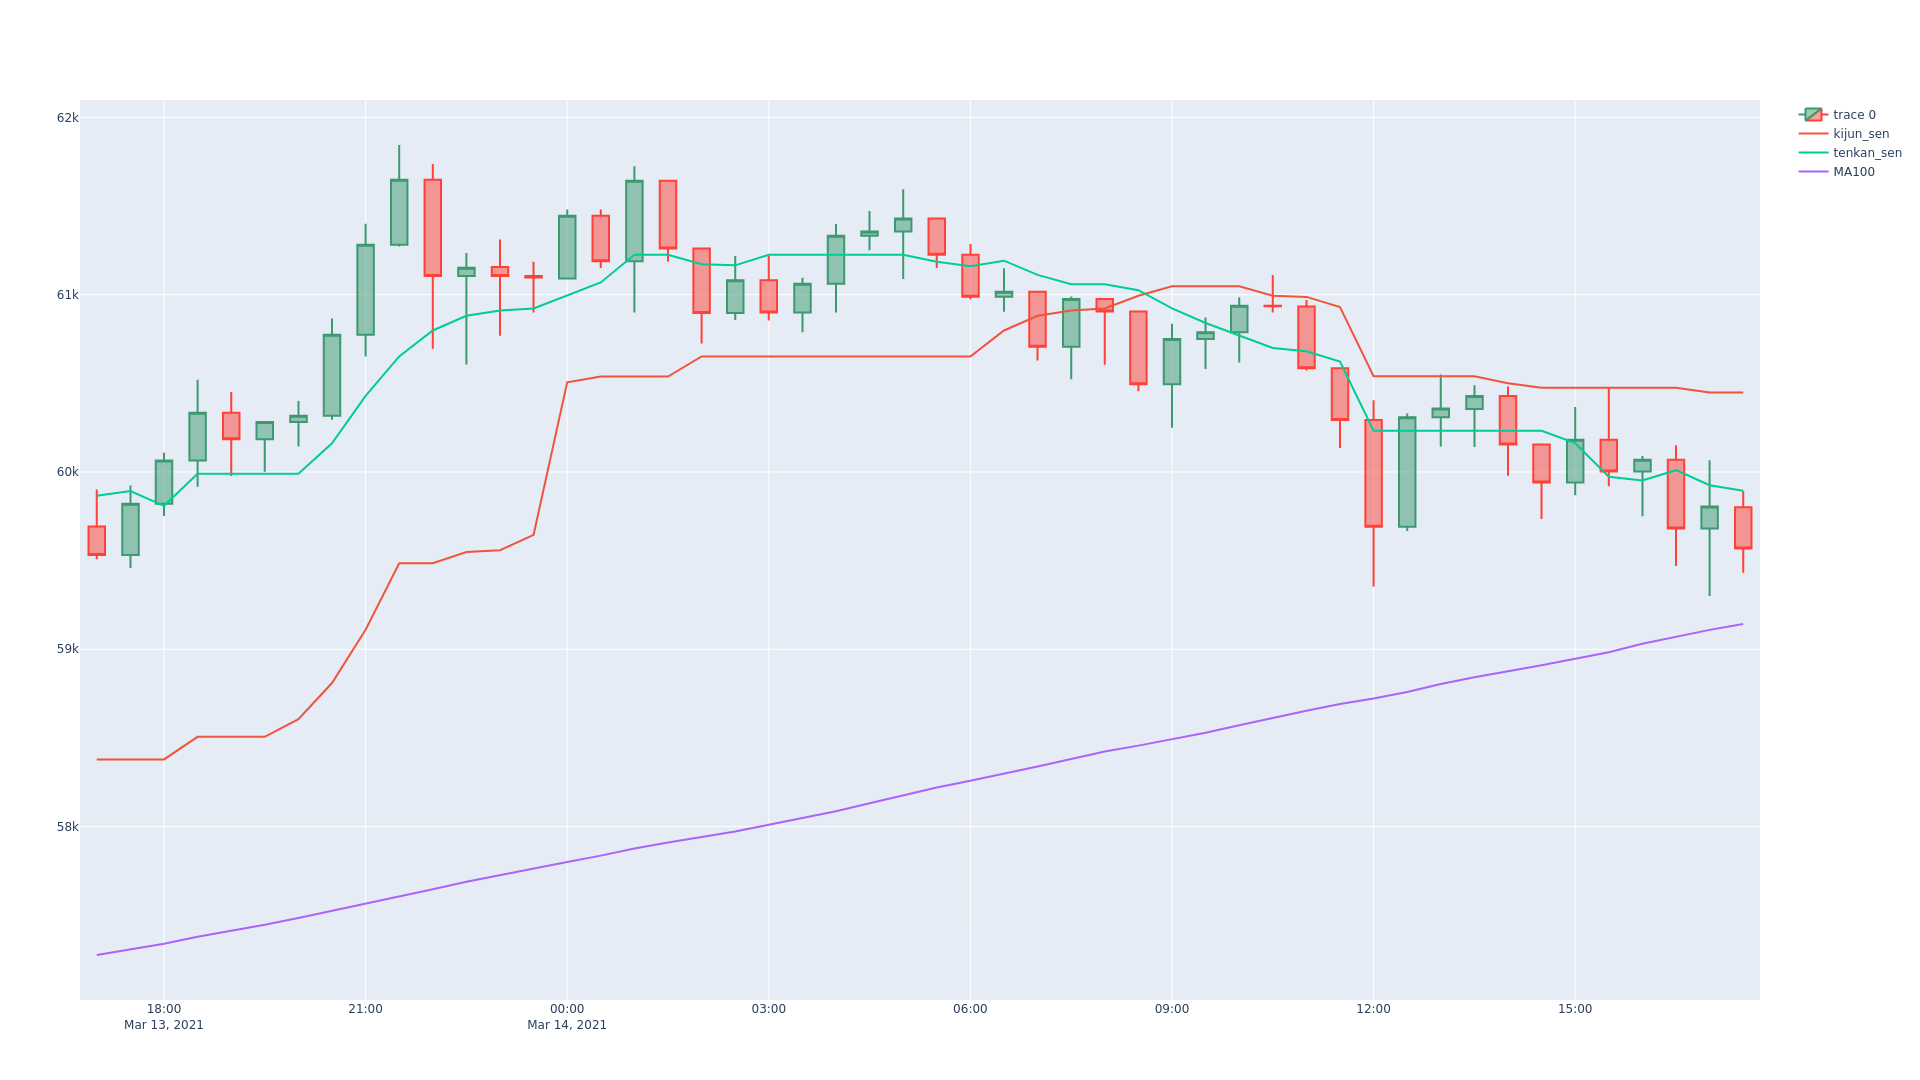 62k
61k
60k
59k
58k
18:00
Mar 13, 2021
21:00
00:00
Mar 14, 2021
03:00
06:00
09:00
12:00
15:00
trace 0
kijun_sen
tenkan_sen
MA100